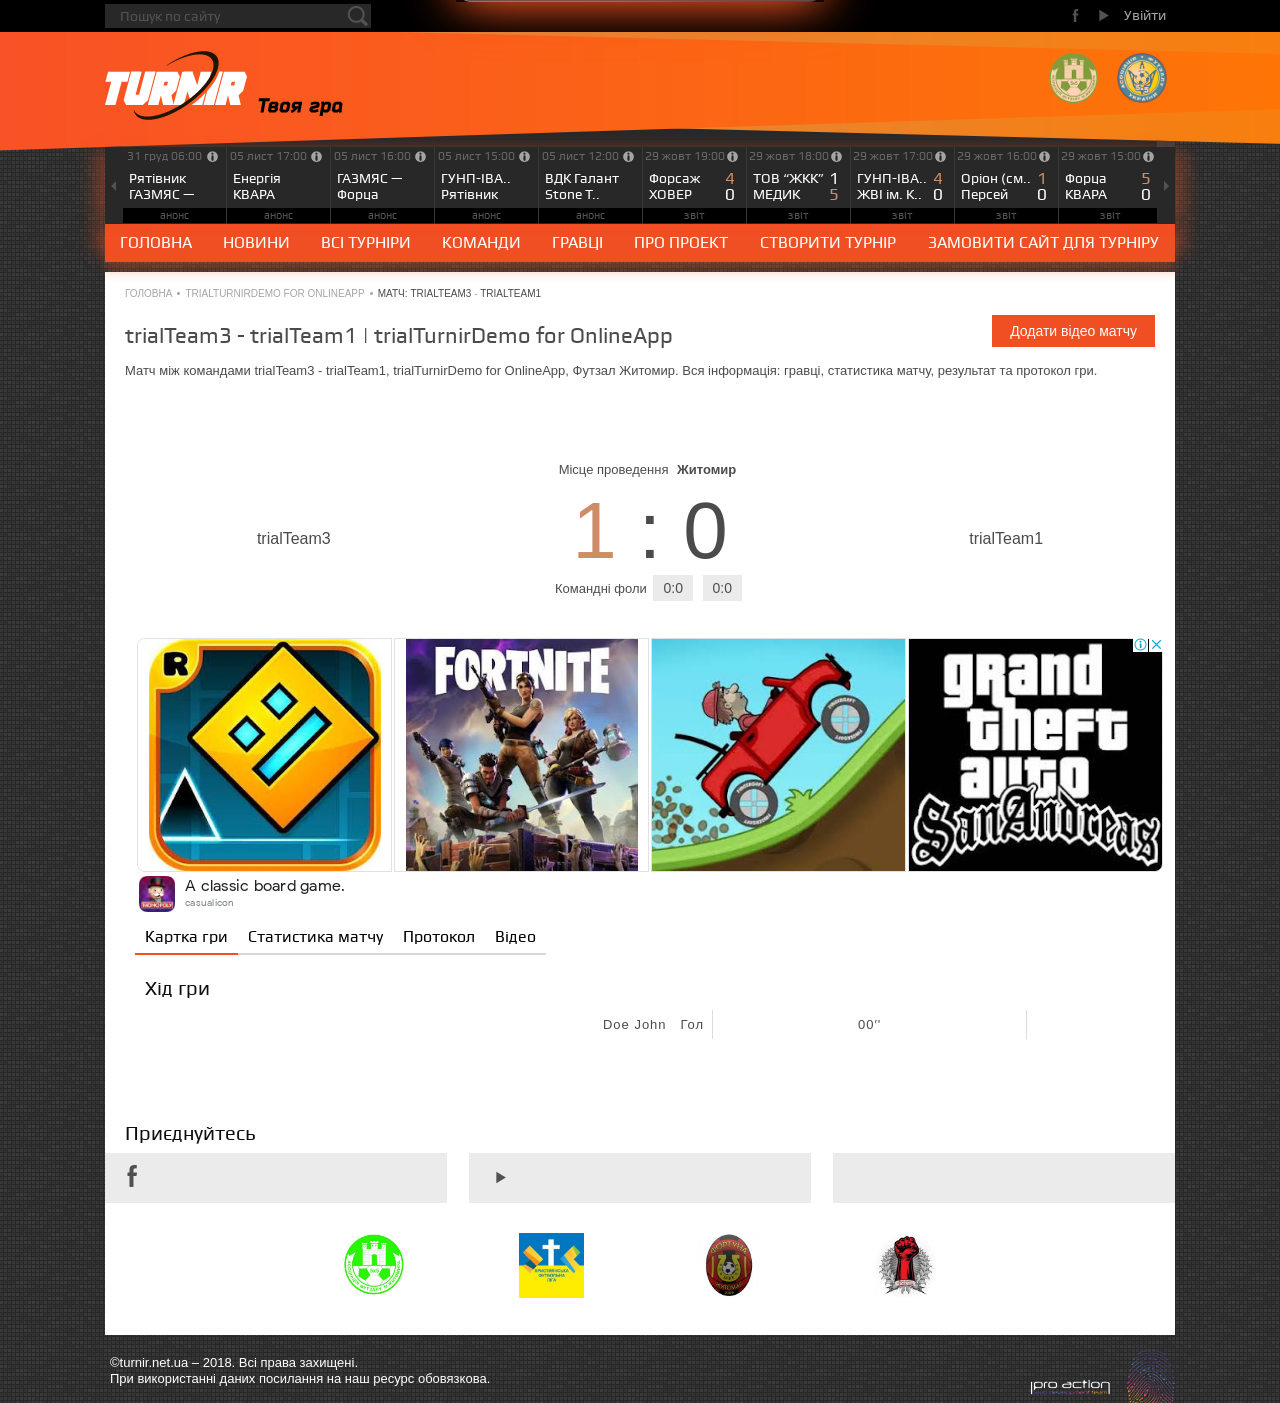 Пошук по сайту
Увійти
TURNIR
Твоя гра
31 груд 06:00
Рятівник
ГАЗМЯС —
анонс
05 лист 17:00
Енергія
КВАРА
анонс
05 лист 16:00
ГАЗМЯС —
Форца
анонс
05 лист 15:00
ГУНП-ІВА..
Рятівник
анонс
05 лист 12:00
ВДК Галант
Stone Т..
анонс
29 жовт 19:00
Форсаж 4
ХОВЕР 0
звіт
29 жовт 18:00
ТОВ “ЖКК” 1
МЕДИК 5
звіт
29 жовт 17:00
ГУНП-ІВА.. 4
ЖВІ ім. К.. 0
звіт
29 жовт 16:00
Оріон (см.. 1
Персей 0
звіт
29 жовт 15:00
Форца 5
КВАРА 0
звіт
ГОЛОВНА НОВИНИ ВСІ ТУРНІРИ КОМАНДИ ГРАВЦІ ПРО ПРОЕКТ СТВОРИТИ ТУРНІР ЗАМОВИТИ САЙТ ДЛЯ ТУРНІРУ
ГОЛОВНА • TRIALTURNIRDEMO FOR ONLINEAPP • МАТЧ: TRIALTEAM3 - TRIALTEAM1
trialTeam3 - trialTeam1 | trialTurnirDemo for OnlineApp
Додати відео матчу
Матч між командами trialTeam3 - trialTeam1, trialTurnirDemo for OnlineApp, Футзал Житомир. Вся інформація: гравці, статистика матчу, результат та протокол гри.
Місце проведення Житомир
trialTeam3 1 : 0 trialTeam1
Командні фоли 0:0 0:0
R
FORTNITE
grand
theft
auto
San Andreas
A classic board game.
casualicon
Картка гри Статистика матчу Протокол Відео
Хід гри
Doe John Гол 00''
Приєднуйтесь
ХРИСТИЯНСЬКА
ФУТБОЛЬНА
ЛІГА
ФОРТУНА
©turnir.net.ua – 2018. Всі права захищені.
При використанні даних посилання на наш ресурс обовязкова.
pro action